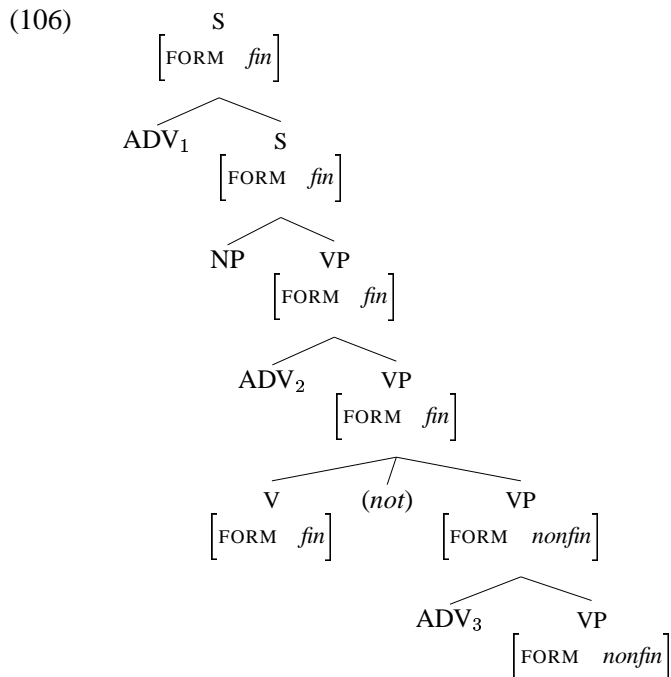 (106) S
[FORM fin]
ADV₁ S
[FORM fin]
NP VP
[FORM fin]
ADV₂ VP
[FORM fin]
V (not) VP
[FORM fin] [FORM nonfin]
ADV₃ VP
[FORM nonfin]